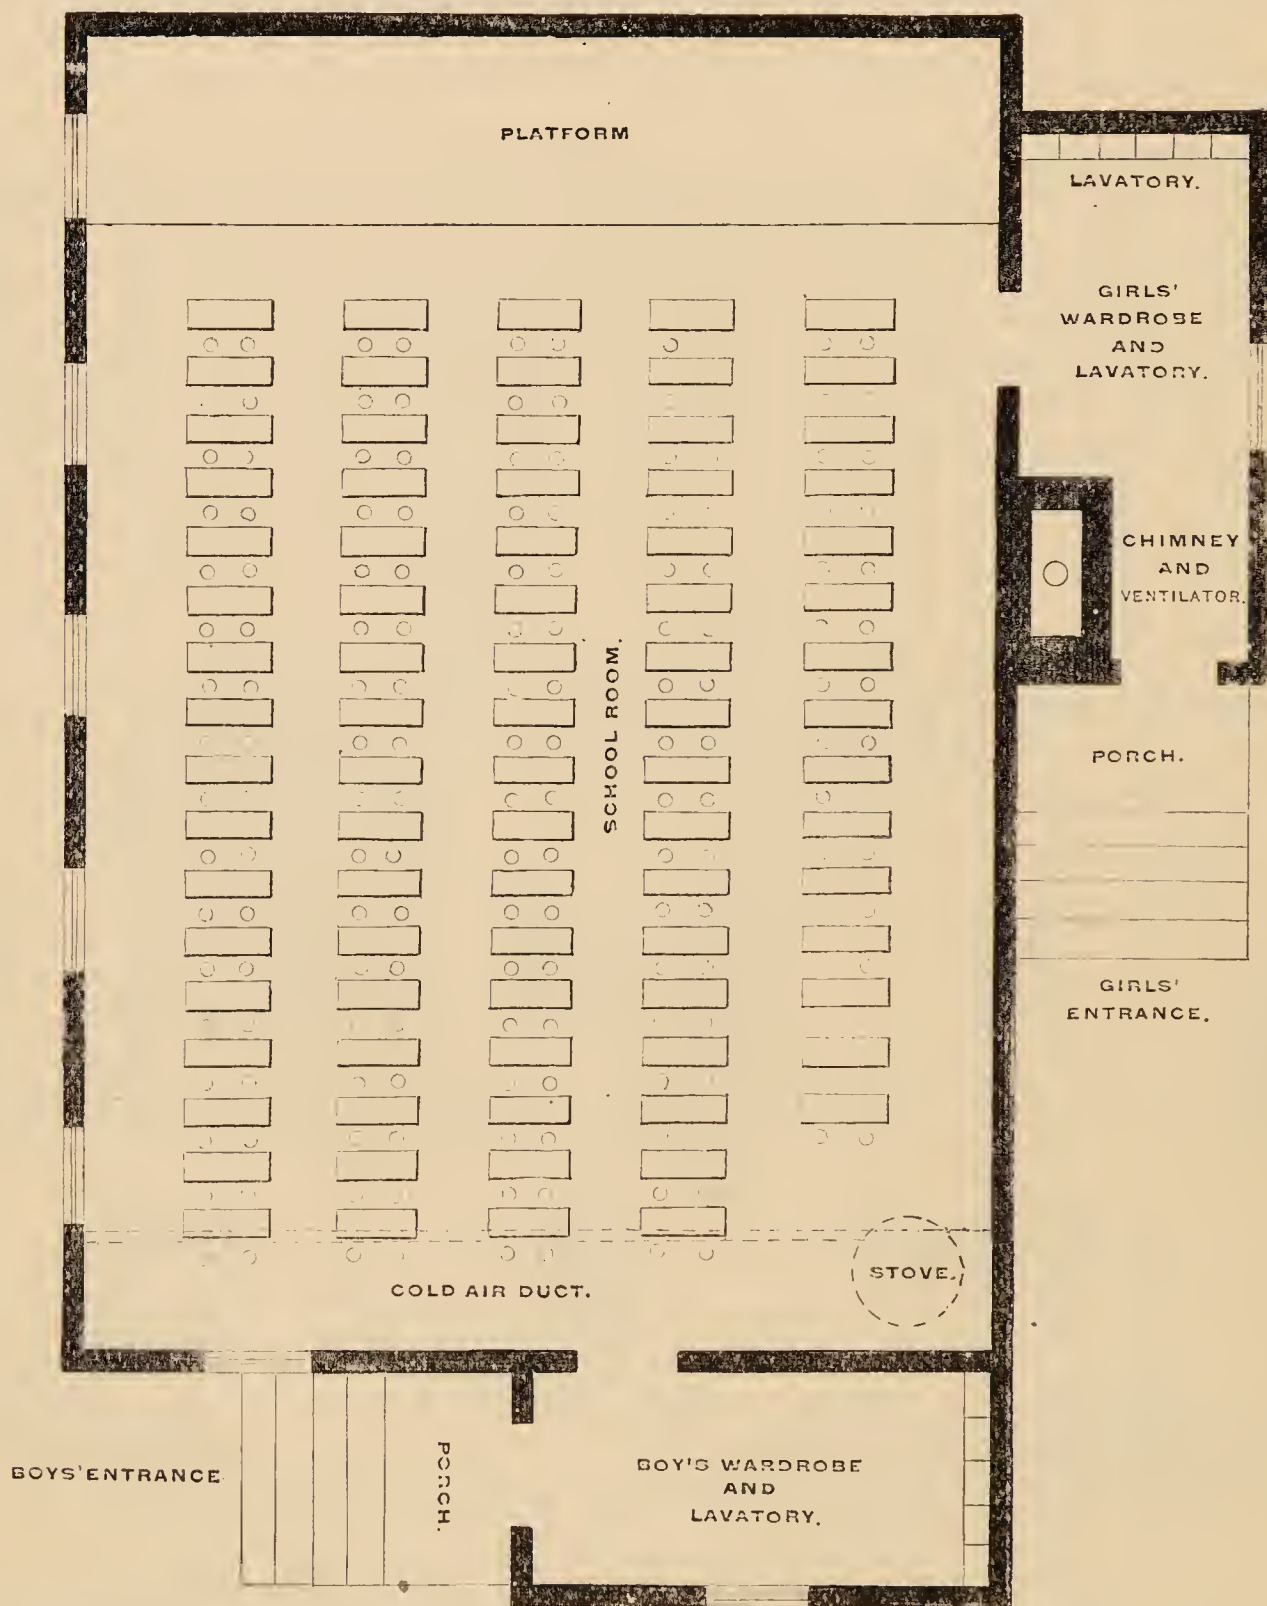 PLATFORM
LAVATORY.
GIRLS'
WARDROBE
AND
LAVATORY.
CHIMNEY
AND
VENTILATOR.
SCHOOL ROOM.
PORCH.
GIRLS'
ENTRANCE.
STOVE.
COLD AIR DUCT.
BOYS' ENTRANCE
PORCH.
BOY'S WARDROBE
AND
LAVATORY.